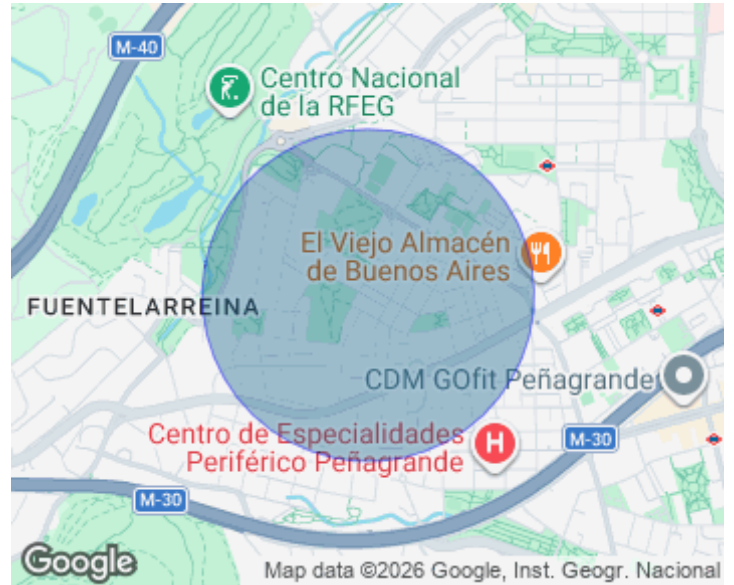 M-40
Centro Nacional
de la RFEG
El Viejo Almacén
de Buenos Aires
FUENTELARREINA
CDM GOfit Peñagrande
Centro de Especialidades
Periférico Peñagrande
H
M-30
M-30
Google
Map data ©2026 Google, Inst. Geogr. Nacional